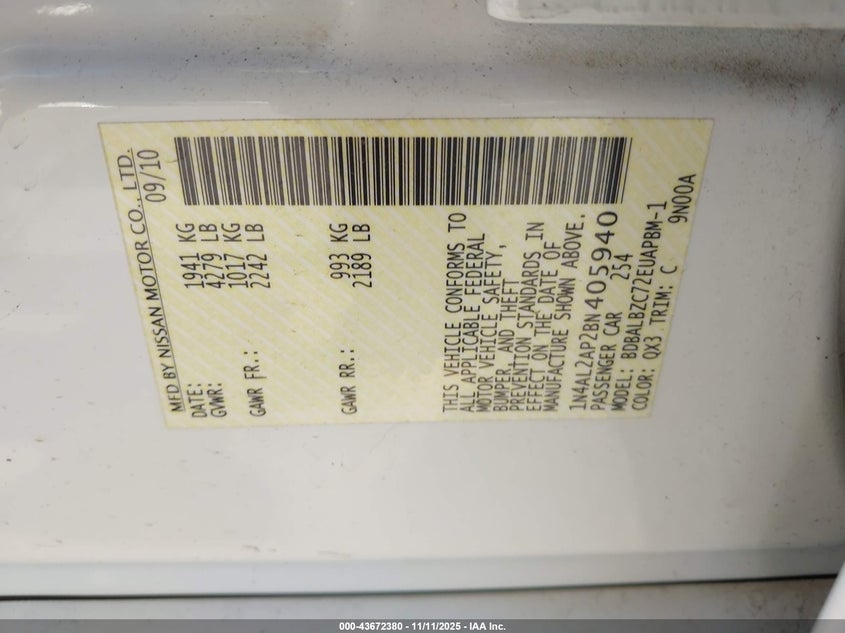 MFD BY NISSAN MOTOR CO., LTD.
DATE: 09/10
GVWR: 1941 KG
4279 LB
GAWR FR.: 1017 KG
2242 LB
GAWR RR.: 993 KG
2189 LB
THIS VEHICLE CONFORMS TO
ALL APPLICABLE FEDERAL
MOTOR VEHICLE SAFETY,
BUMPER, AND THEFT
PREVENTION STANDARDS IN
EFFECT ON THE DATE OF
MANUFACTURE SHOWN ABOVE.
1N4AL2AP2BN405940
PASSENGER CAR 254
MODEL: BDBALBZC72EUAPBM-1
COLOR: QX3 TRIM: C 9N00A
000-43672380 - 11/11/2025 - IAA Inc.